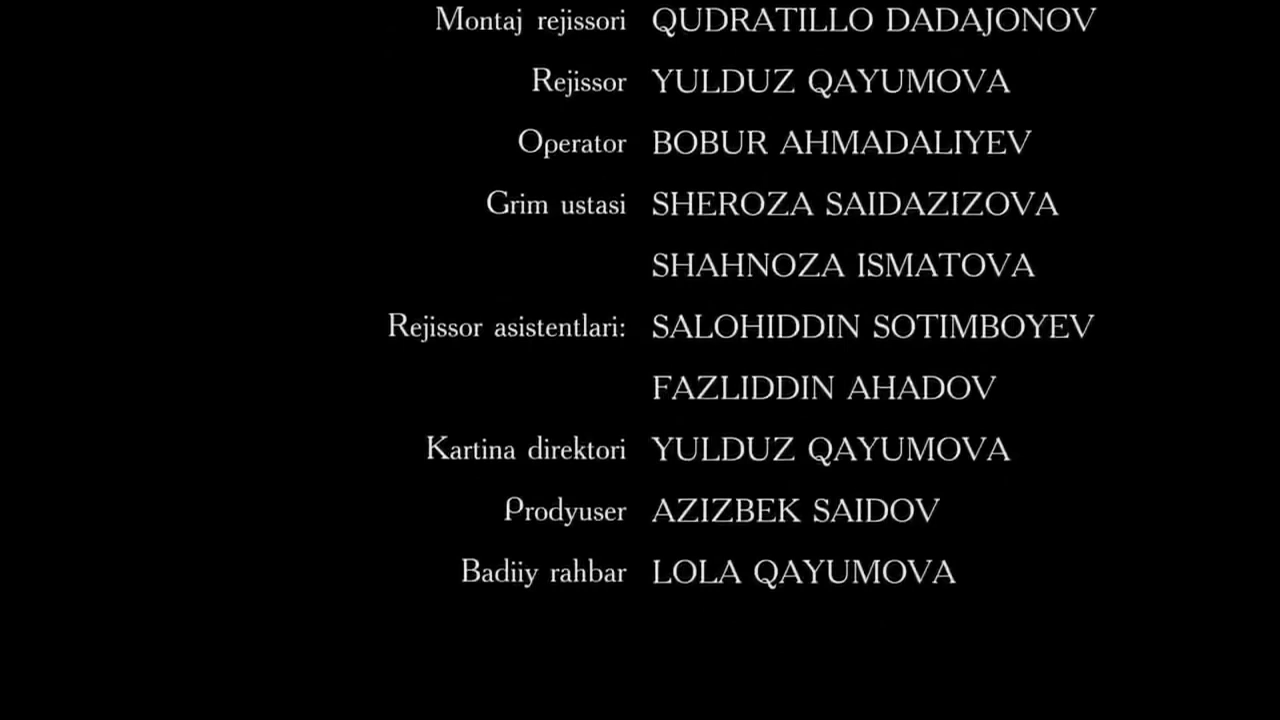 Montaj rejissori QUDRATILLO DADAJONOV
Rejissor YULDUZ QAYUMOVA
Operator BOBUR AHMADALIYEV
Grim ustasi SHEROZA SAIDAZIZOVA
SHAHNOZA ISMATOVA
Rejissor asistentlari: SALOHIDDIN SOTIMBOYEV
FAZLIDDIN AHADOV
Kartina direktori YULDUZ QAYUMOVA
Prodyuser AZIZBEK SAIDOV
Badiiy rahbar LOLA QAYUMOVA